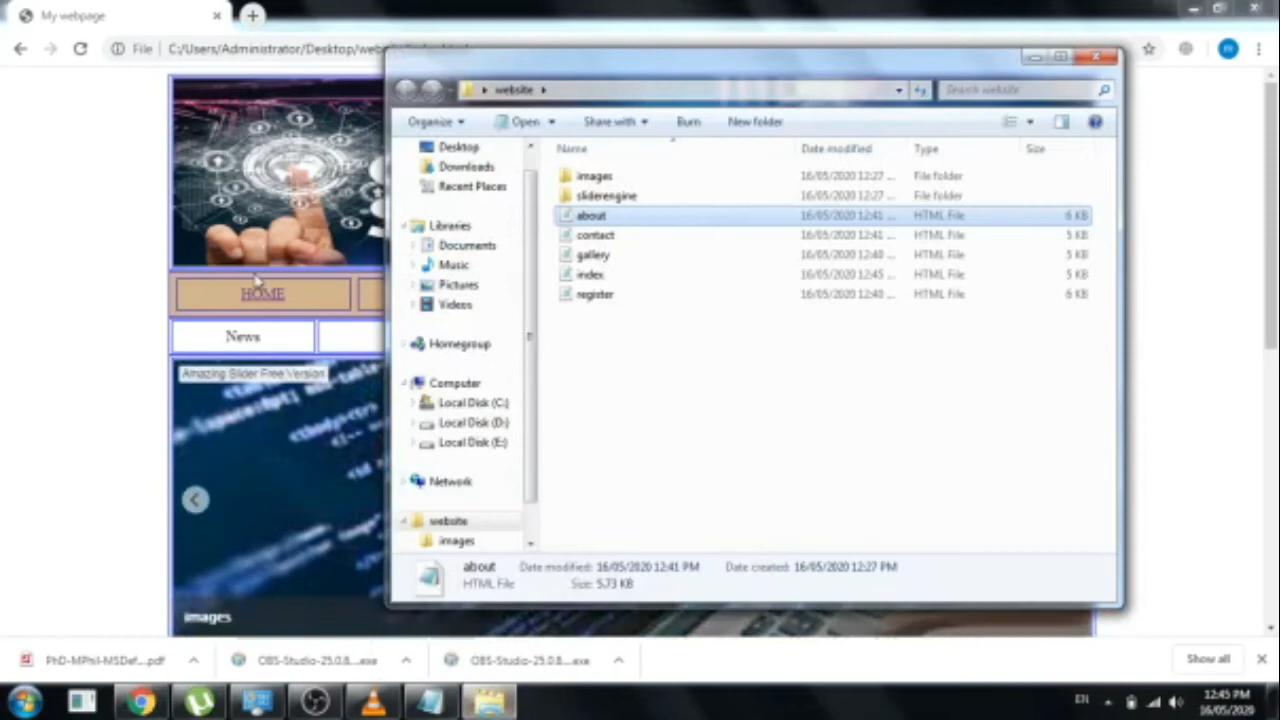 My webpage
File C:/Users/Administrator/Desktop/web
website
Search website
Organize Open Share with Burn New folder
Name Date modified Type Size
Desktop
Downloads
Recent Places
Libraries
Documents
Music
Pictures
Videos
Homegroup
Computer
Local Disk (C:)
Local Disk (D:)
Local Disk (E:)
Network
website
images
images 16/05/2020 12:27 ... File folder
sliderengine 16/05/2020 12:27 ... File folder
about 16/05/2020 12:41 ... HTML File 6 KB
contact 16/05/2020 12:41 ... HTML File 5 KB
gallery 16/05/2020 12:40 ... HTML File 5 KB
index 16/05/2020 12:45 ... HTML File 5 KB
register 16/05/2020 12:40 ... HTML File 6 KB
about Date modified: 16/05/2020 12:41 PM Date created: 16/05/2020 12:27 PM
HTML File Size: 5.73 KB
HOME
News
Amazing Slider Free Version
images
PhD-MPhil-MSDef....pdf OBS-Studio-25.0.8....exe OBS-Studio-25.0.8....exe Show all
EN 12:45 PM
16/05/2020